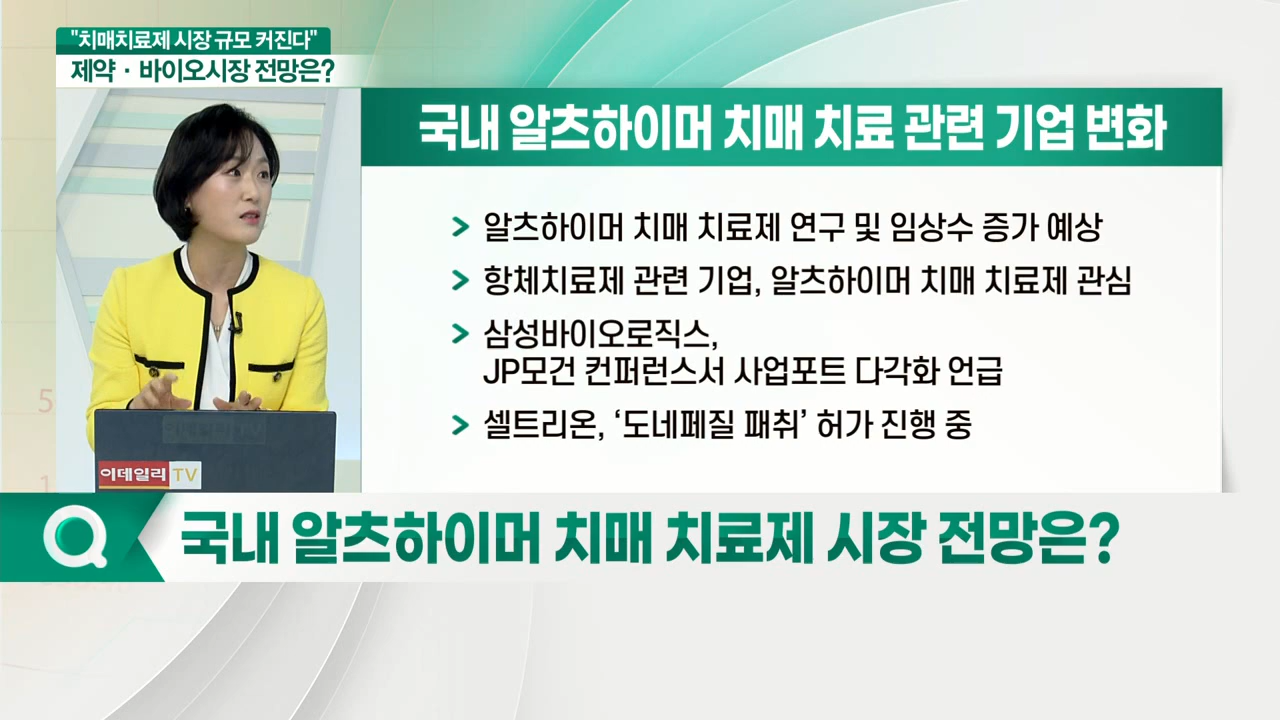 "치매치료제 시장 규모 커진다"
제약 · 바이오시장 전망은?
국내 알츠하이머 치매 치료 관련 기업 변화
> 알츠하이머 치매 치료제 연구 및 임상수 증가 예상
> 항체치료제 관련 기업, 알츠하이머 치매 치료제 관심
> 삼성바이오로직스,
JP모건 컨퍼런스서 사업포트 다각화 언급
> 셀트리온, ‘도네페질 패취’ 허가 진행 중
이데일리 TV
이데일리TV
Q 국내 알츠하이머 치매 치료제 시장 전망은?
5
1